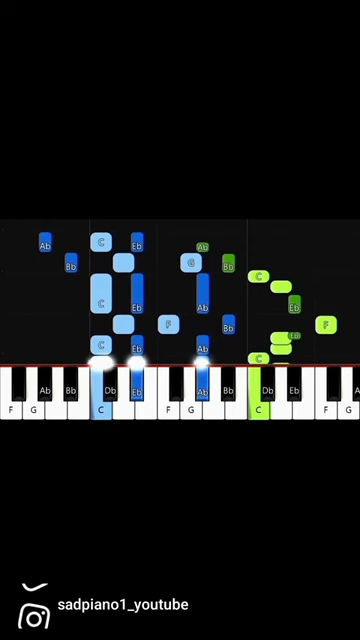 Ab C Eb Ab
Bb G Bb
C
C Eb Ab Eb
F Bb F
C Eb Ab Eb
C
Ab Bb Db Eb Ab Bb Db Eb A
F G C F G C F G
sadpiano1_youtube